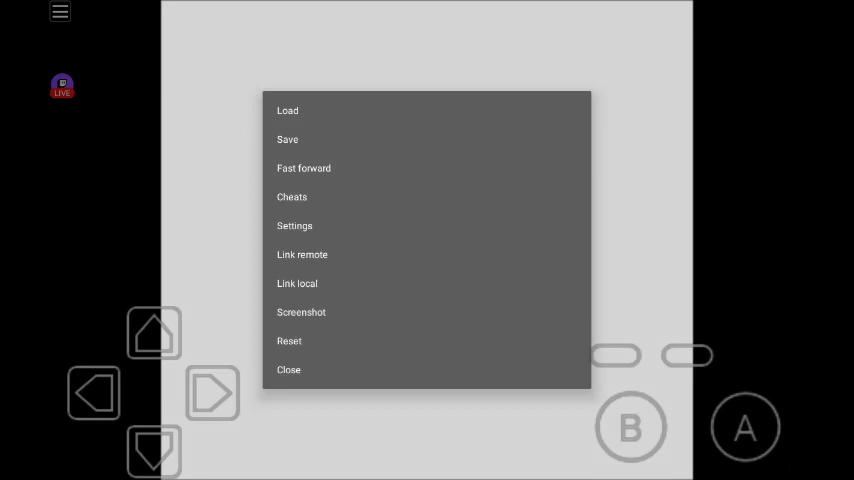 LIVE
Load
Save
Fast forward
Cheats
Settings
Link remote
Link local
Screenshot
Reset
Close
B
A